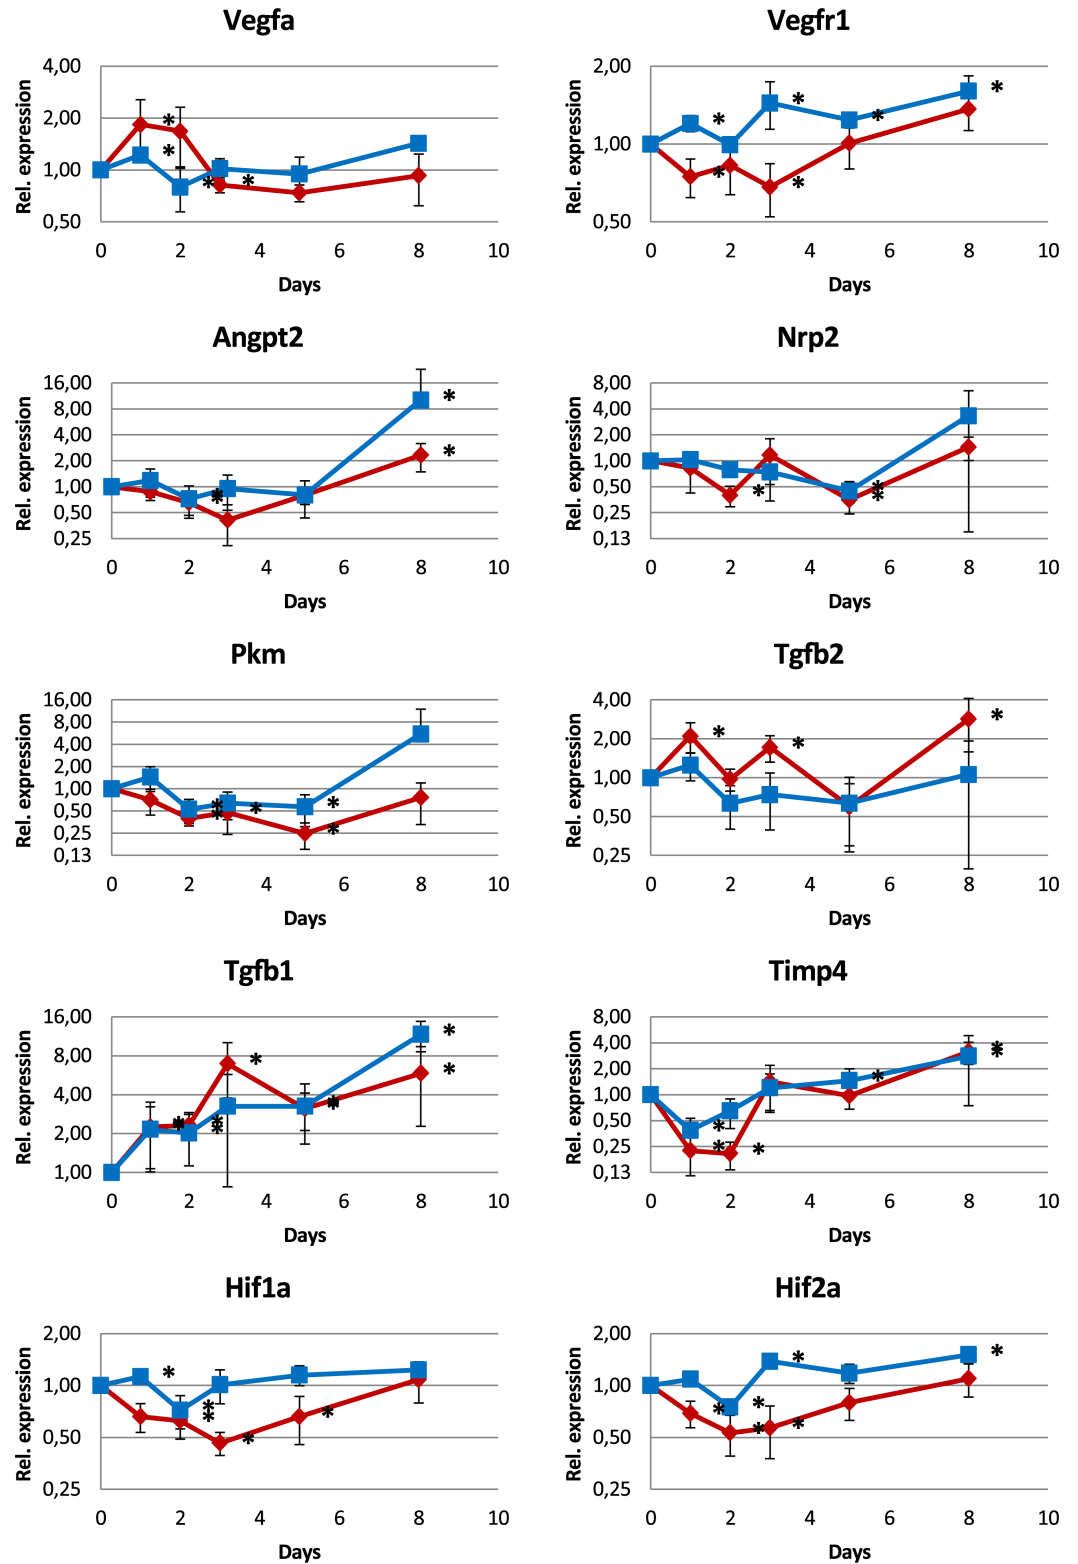 Vegfa
Rel. expression
4,00
2,00
1,00
0,50
0 2 4 6 8 10
Days
* * * *
Vegfr1
Rel. expression
2,00
1,00
0,50
0 2 4 6 8 10
Days
* * * * * *
Angpt2
Rel. expression
16,00
8,00
4,00
2,00
1,00
0,50
0,25
0 2 4 6 8 10
Days
* * * *
Nrp2
Rel. expression
8,00
4,00
2,00
1,00
0,50
0,25
0,13
0 2 4 6 8 10
Days
* * *
Pkm
Rel. expression
16,00
8,00
4,00
2,00
1,00
0,50
0,25
0,13
0 2 4 6 8 10
* * * * *
Tgfb2
Rel. expression
4,00
2,00
1,00
0,50
0,25
0 2 4 6 8 10
* * *
Tgfb1
Rel. expression
16,00
8,00
4,00
2,00
1,00
0 2 4 6 8 10
Days
* * * * * * * * *
Timp4
Rel. expression
8,00
4,00
2,00
1,00
0,50
0,25
0,13
0 2 4 6 8 10
Days
* * * * * *
Hif1a
Rel. expression
2,00
1,00
0,50
0,25
0 2 4 6 8 10
Days
* * * * *
Hif2a
Rel. expression
2,00
1,00
0,50
0,25
0 2 4 6 8 10
Days
* * * * * *